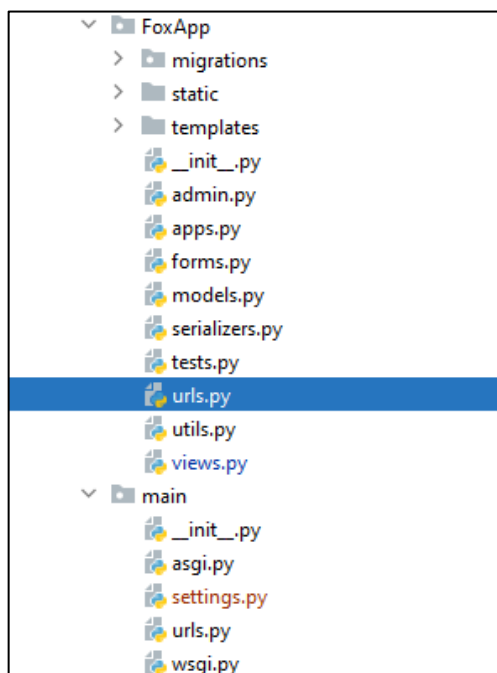 FoxApp
migrations
static
templates
__init__.py
admin.py
apps.py
forms.py
models.py
serializers.py
tests.py
urls.py
utils.py
views.py
main
__init__.py
asgi.py
settings.py
urls.py
wsgi.py